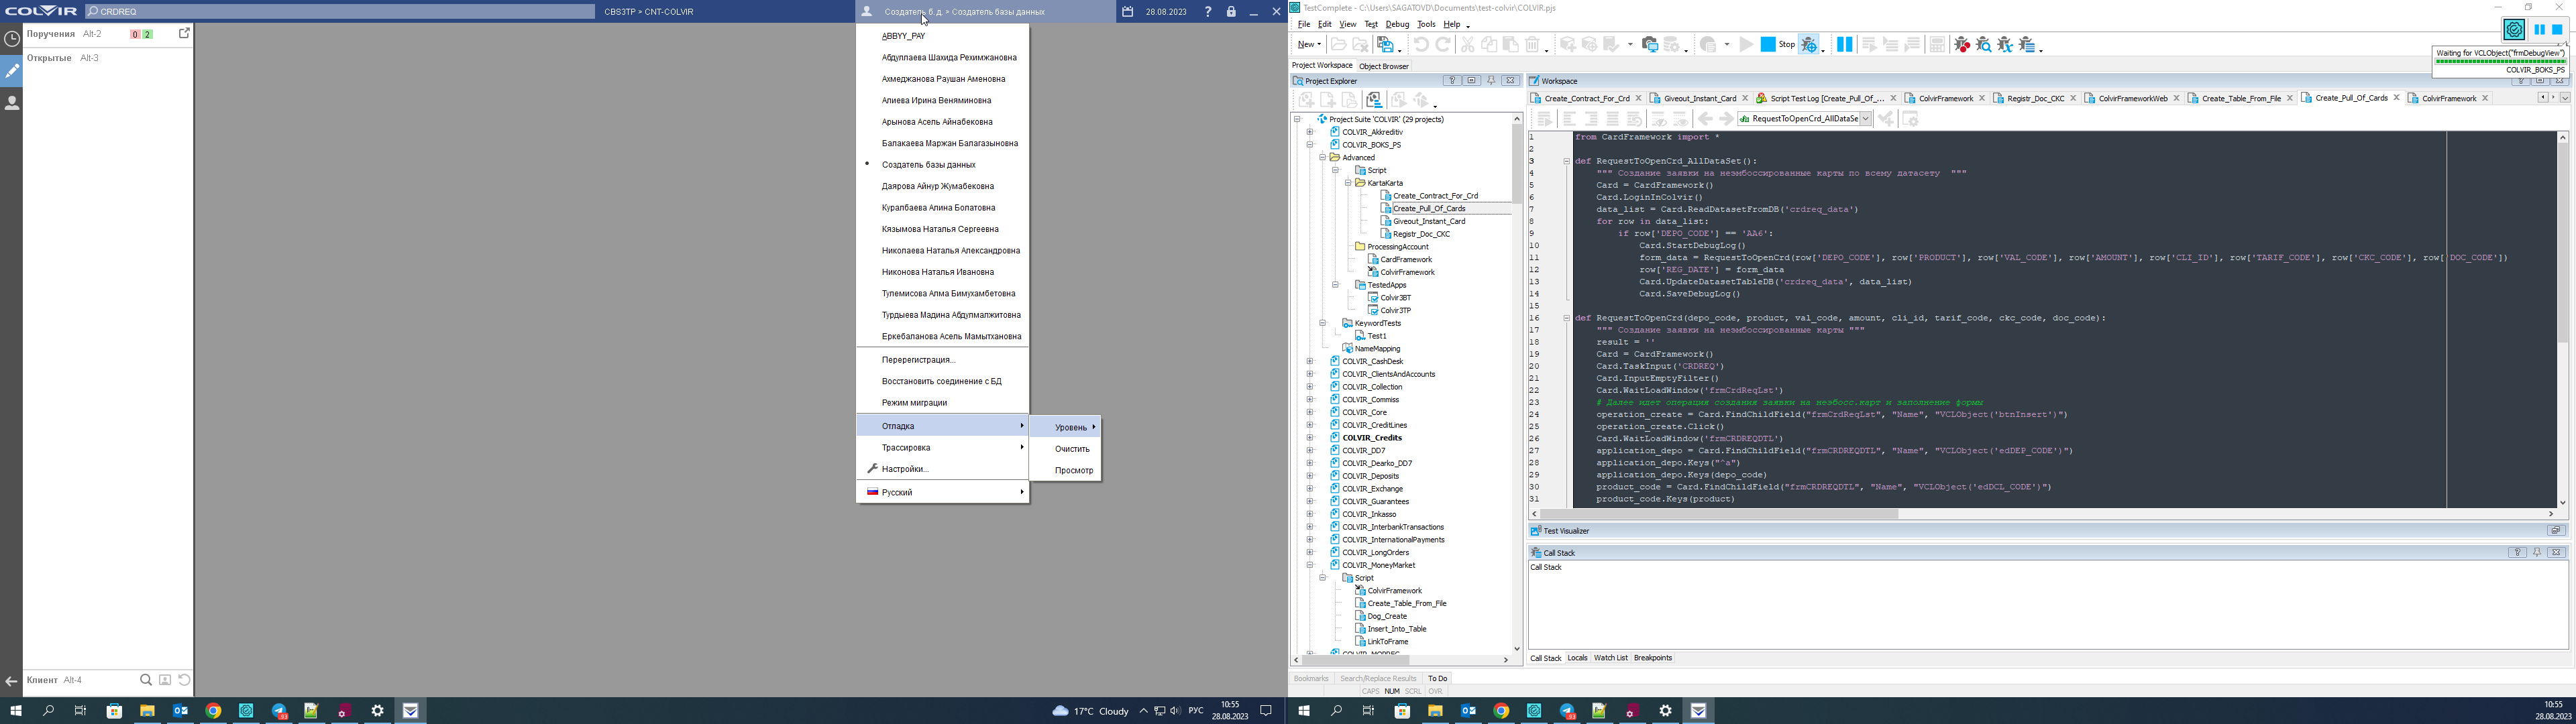 COLVIR
CRDREQ
CBS3TP > CNT-COLVIR
Создатель б.д. > Создатель базы данных
28.08.2023
Поручения Alt-2
0 2
Открытые Alt-3
ABBYY_PAY
Абдуллаева Шахида Рехимжановна
Ахмеджанова Раушан Аменовна
Алиева Ирина Вениаминовна
Арынова Асель Айнабековна
Балакаева Маржан Балагазыновна
Создатель базы данных
Даярова Айнур Жумабековна
Куралбаева Алина Болатовна
Кязымова Наталья Сергеевна
Николаева Наталья Александровна
Никонова Наталья Ивановна
Тулемисова Алма Бимухамбетовна
Турдыева Мадина Абдулмалжитовна
Еркебаланова Асель Мамытхановна
Перерегистрация...
Восстановить соединение с БД
Режим миграции
Отладка
Трассировка
Настройки...
Русский
Уровень
Очистить
Просмотр
Клиент Alt-4
17°C Cloudy
РУС
10:55
28.08.2023
TestComplete - C:\Users\SAGATOVD\Documents\test-colvir\COLVIR.pjs
File Edit View Test Debug Tools Help
New
Stop
Waiting for VCLObject("frmDebugView")
COLVIR_BOKS_PS
Project Workspace Object Browser
Project Explorer
Project Suite 'COLVIR' (29 projects)
COLVIR_Akkreditiv
COLVIR_BOKS_PS
Advanced
Script
KartaKarta
Create_Contract_For_Crd
Create_Pull_Of_Cards
Giveout_Instant_Card
Registr_Doc_CKC
ProcessingAccount
CardFramework
ColvirFramework
TestedApps
Colvir3BT
Colvir3TP
KeywordTests
Test1
NameMapping
COLVIR_CashDesk
COLVIR_ClientsAndAccounts
COLVIR_Collection
COLVIR_Commiss
COLVIR_Core
COLVIR_CreditLines
COLVIR_Credits
COLVIR_DD7
COLVIR_Dearko_DD7
COLVIR_Deposits
COLVIR_Exchange
COLVIR_Guarantees
COLVIR_Inkasso
COLVIR_InterbankTransactions
COLVIR_InternationalPayments
COLVIR_LongOrders
COLVIR_MoneyMarket
Script
ColvirFramework
Create_Table_From_File
Dog_Create
Insert_Into_Table
LinkToFrame
Bookmarks Search/Replace Results To Do
CAPS NUM SCRL OVR
Workspace
Create_Contract_For_Crd Giveout_Instant_Card Script Test Log [Create_Pull_Of_... ColvirFramework Registr_Doc_CKC ColvirFrameworkWeb Create_Table_From_File Create_Pull_Of_Cards ColvirFramework
RequestToOpenCrd_AllDataSe
1 from CardFramework import *
2
3 def RequestToOpenCrd_AllDataSet():
4 """ Создание заявки на неэмбоссированные карты по всему датасету """
5 Card = CardFramework()
6 Card.LoginInColvir()
7 data_list = Card.ReadDatasetFromDB('crdreq_data')
8 for row in data_list:
9 if row['DEPO_CODE'] == 'AA6':
10 Card.StartDebugLog()
11 form_data = RequestToOpenCrd(row['DEPO_CODE'], row['PRODUCT'], row['VAL_CODE'], row['AMOUNT'], row['CLI_ID'], row['TARIF_CODE'], row['CKC_CODE'], row['DOC_CODE'])
12 row['REG_DATE'] = form_data
13 Card.UpdateDatasetTableDB('crdreq_data', data_list)
14 Card.SaveDebugLog()
15
16 def RequestToOpenCrd(depo_code, product, val_code, amount, cli_id, tarif_code, ckc_code, doc_code):
17 """ Создание заявки на неэмбоссированные карты """
18 result = ''
19 Card = CardFramework()
20 Card.TaskInput('CRDREQ')
21 Card.InputEmptyFilter()
22 Card.WaitLoadWindow('frmCrdReqLst')
23 # Далее идет операция создания заявки на незбосс.карт и заполнение формы
24 operation_create = Card.FindChildField("frmCrdReqLst", "Name", "VCLObject('btnInsert')")
25 operation_create.Click()
26 Card.WaitLoadWindow('frmCRDREQDTL')
27 application_depo = Card.FindChildField("frmCRDREQDTL", "Name", "VCLObject('edDEP_CODE')")
28 application_depo.Keys("^a")
29 application_depo.Keys(depo_code)
30 product_code = Card.FindChildField("frmCRDREQDTL", "Name", "VCLObject('edDCL_CODE')")
31 product_code.Keys(product)
Test Visualizer
Call Stack
Call Stack
Call Stack Locals Watch List Breakpoints
10:55
28.08.2023